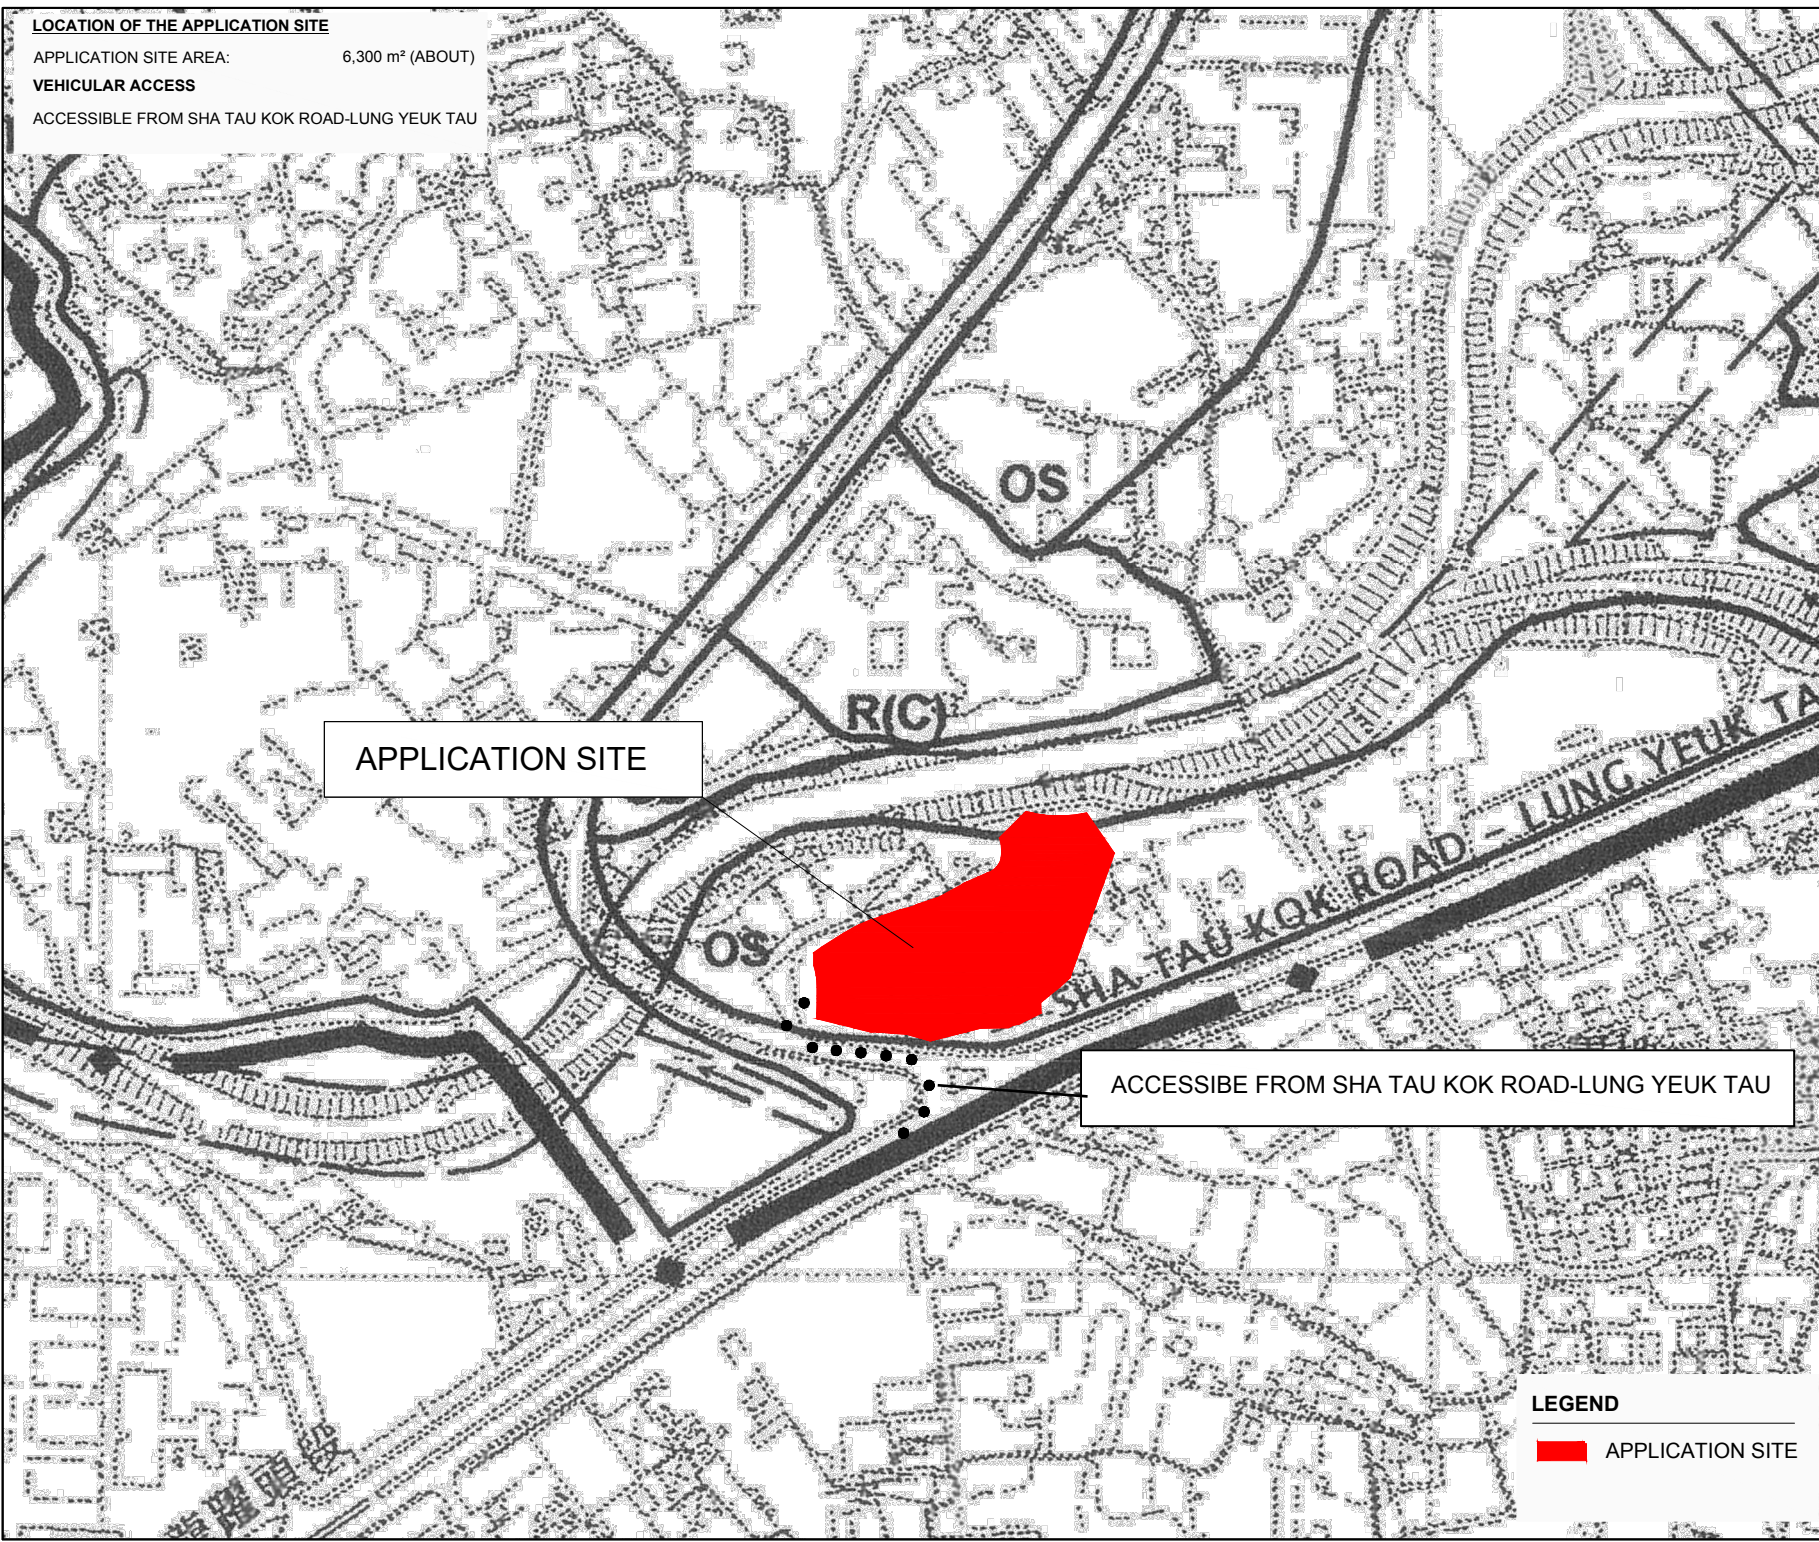 LOCATION OF THE APPLICATION SITE
APPLICATION SITE AREA: 6,300 m² (ABOUT)
VEHICULAR ACCESS
ACCESSIBLE FROM SHA TAU KOK ROAD-LUNG YEUK TAU
OS
R(C)
APPLICATION SITE
SHA TAU KOK ROAD - LUNG YEUK TA
OS
ACCESSIBE FROM SHA TAU KOK ROAD-LUNG YEUK TAU
LEGEND
APPLICATION SITE